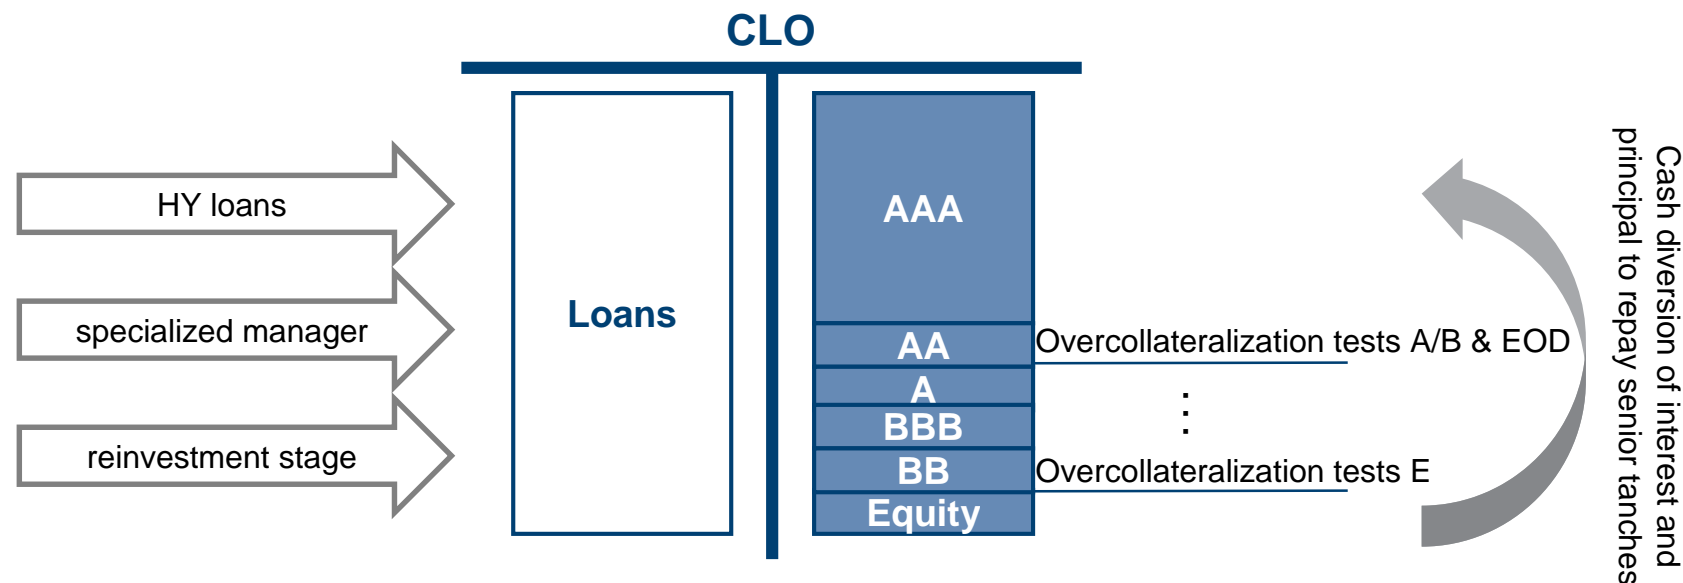 CLO
HY loans
specialized manager
reinvestment stage
Loans
AAA
AA
A
BBB
BB
Equity
Overcollateralization tests A/B & EOD
⋮
Overcollateralization tests E
Cash diversion of interest and
principal to repay senior tanches